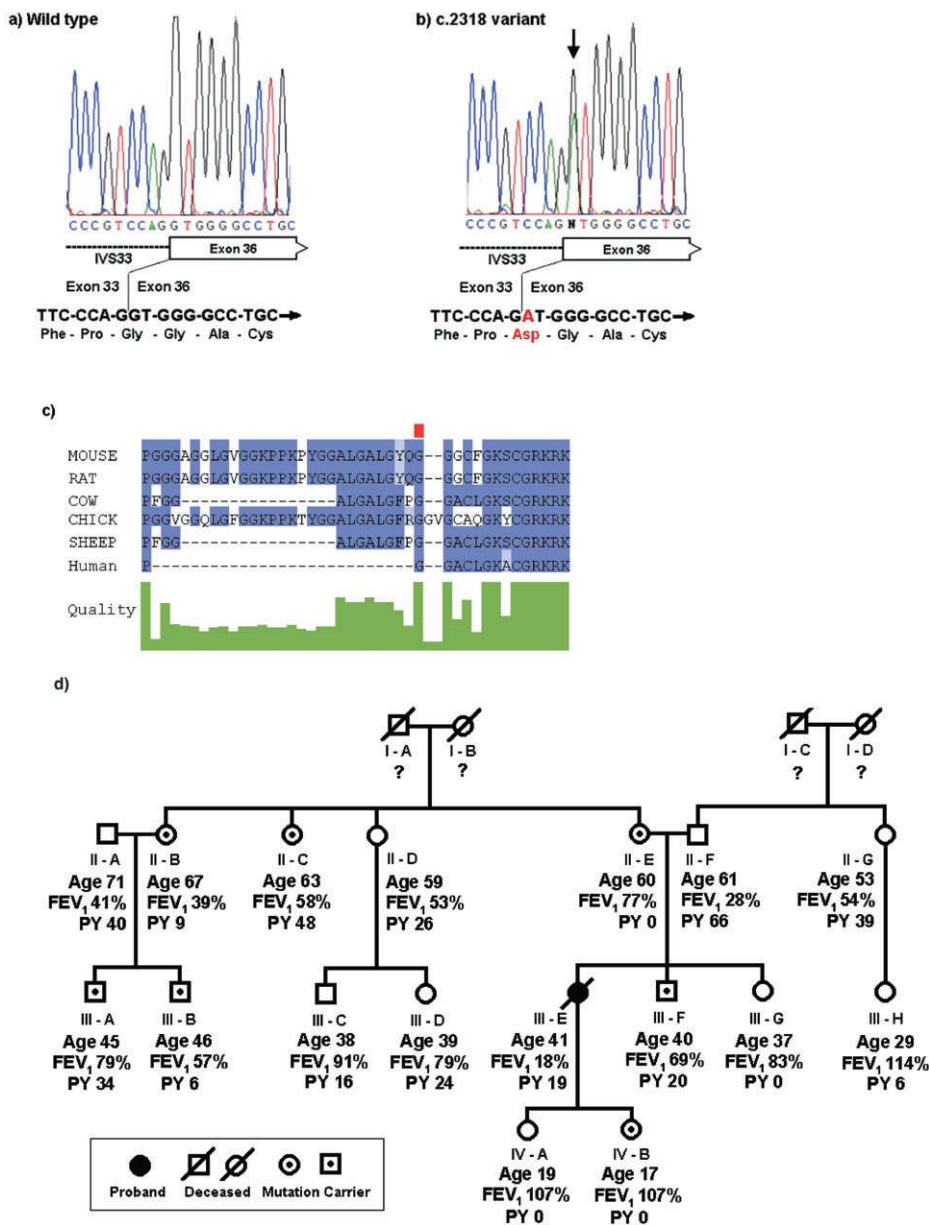 a) Wild type
b) c.2318 variant
CCCGTCCAGGTGGGGCCTGC
CCCGTCCAGNTGGGGCCTGC
IVS33
Exon 36
IVS33
Exon 36
Exon 33
Exon 36
Exon 33
Exon 36
TTC-CCA-GGT-GGG-GCC-TGC
TTC-CCA-GAT-GGG-GCC-TGC
Phe - Pro - Gly - Gly - Ala - Cys
Phe - Pro - Asp - Gly - Ala - Cys
c)
MOUSE PGGGAGGLGVGGKPPKPYGGALGALGYQG--GGCFGKSCGRKRK
RAT PGGGAGGLGVGGKPPKPYGGALGALGYQG--GGCFGKSCGRKRK
COW PFGG----------------ALGALGFPG--GACLGKSCGRKRK
CHICK PGGVGGQLGFGGKPPKTYGGALGALGFRGGVGCAQGKYCGRKRK
SHEEP PFGG----------------ALGALGFPG--GACLGKSCGRKRK
Human P---------------------------G--GACLGKACGRKRK
Quality
d)
I - A
I - B
I - C
I - D
?
?
?
?
II - A
II - B
II - C
II - D
II - E
II - F
II - G
Age 71
Age 67
Age 63
Age 59
Age 60
Age 61
Age 53
FEV1 41%
FEV1 39%
FEV1 58%
FEV1 53%
FEV1 77%
FEV1 28%
FEV1 54%
PY 40
PY 9
PY 48
PY 26
PY 0
PY 66
PY 39
III - A
III - B
III - C
III - D
III - E
III - F
III - G
III - H
Age 45
Age 46
Age 38
Age 39
Age 41
Age 40
Age 37
Age 29
FEV1 79%
FEV1 57%
FEV1 91%
FEV1 79%
FEV1 18%
FEV1 69%
FEV1 83%
FEV1 114%
PY 34
PY 6
PY 16
PY 24
PY 19
PY 20
PY 0
PY 6
IV - A
IV - B
Age 19
Age 17
FEV1 107%
FEV1 107%
PY 0
PY 0
Proband
Deceased
Mutation Carrier